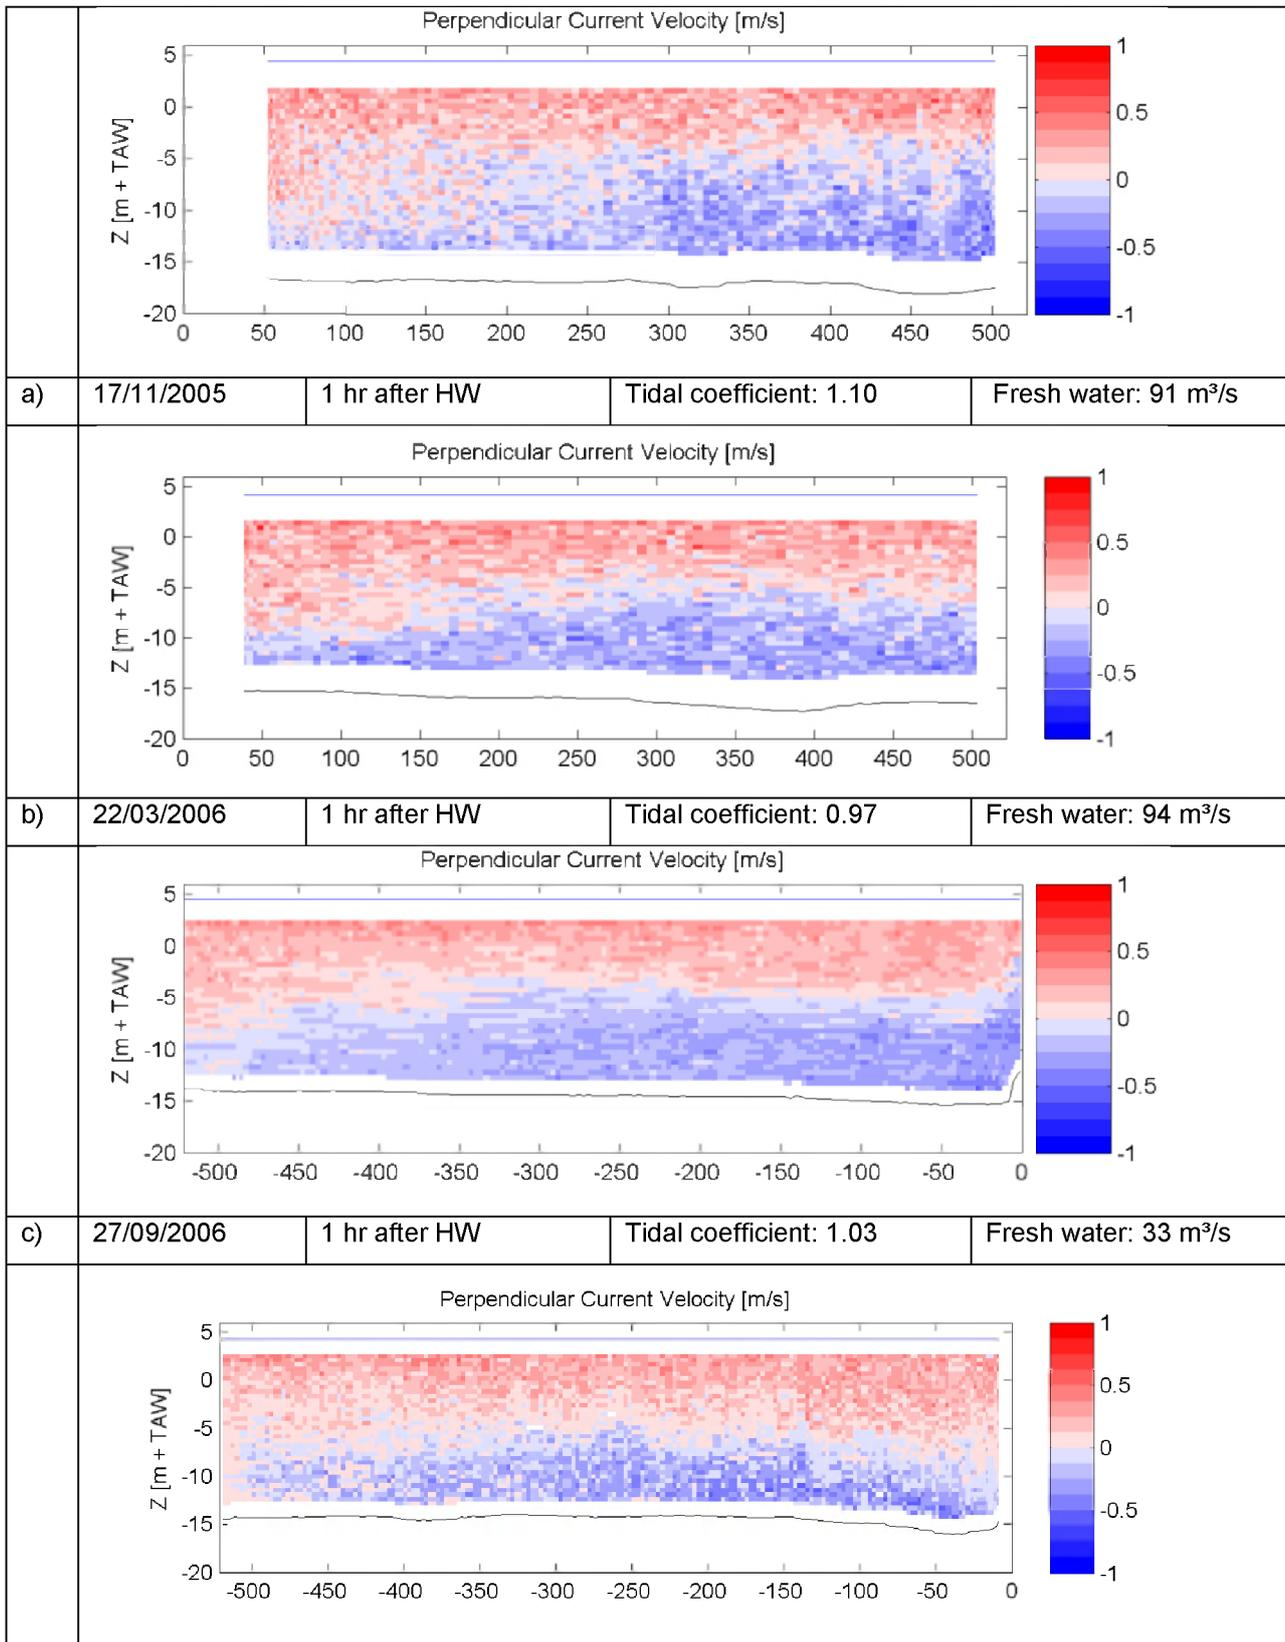 Perpendicular Current Velocity [m/s]
5
0
-5
-10
-15
-20
Z [m + TAW]
0 50 100 150 200 250 300 350 400 450 500
1
0.5
0
-0.5
-1
a) 17/11/2005 1 hr after HW Tidal coefficient: 1.10 Fresh water: 91 m³/s
Perpendicular Current Velocity [m/s]
5
0
-5
-10
-15
-20
Z [m + TAW]
0 50 100 150 200 250 300 350 400 450 500
1
0.5
0
-0.5
-1
b) 22/03/2006 1 hr after HW Tidal coefficient: 0.97 Fresh water: 94 m³/s
Perpendicular Current Velocity [m/s]
5
0
-5
-10
-15
-20
Z [m + TAW]
-500 -450 -400 -350 -300 -250 -200 -150 -100 -50 0
1
0.5
0
-0.5
-1
c) 27/09/2006 1 hr after HW Tidal coefficient: 1.03 Fresh water: 33 m³/s
Perpendicular Current Velocity [m/s]
5
0
-5
-10
-15
-20
Z [m + TAW]
-500 -450 -400 -350 -300 -250 -200 -150 -100 -50 0
1
0.5
0
-0.5
-1